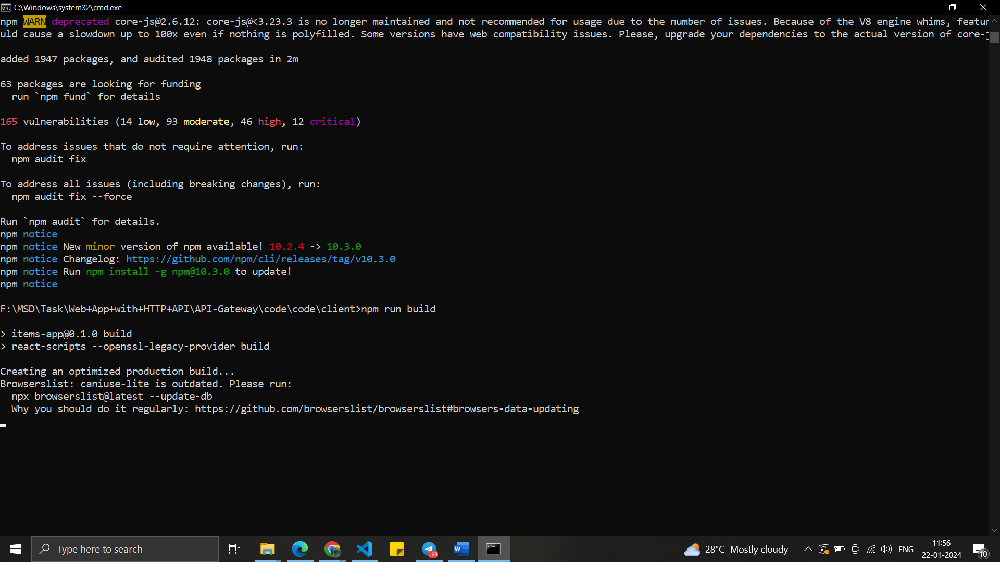 C:\Windows\system32\cmd.exe
npm WARN deprecated core-js@2.6.12: core-js@<3.23.3 is no longer maintained and not recommended for usage due to the number of issues. Because of the V8 engine whims, featur
uld cause a slowdown up to 100x even if nothing is polyfilled. Some versions have web compatibility issues. Please, upgrade your dependencies to the actual version of core-j
added 1947 packages, and audited 1948 packages in 2m
63 packages are looking for funding
run `npm fund` for details
165 vulnerabilities (14 low, 93 moderate, 46 high, 12 critical)
To address issues that do not require attention, run:
npm audit fix
To address all issues (including breaking changes), run:
npm audit fix --force
Run `npm audit` for details.
npm notice
npm notice New minor version of npm available! 10.2.4 -> 10.3.0
npm notice Changelog: https://github.com/npm/cli/releases/tag/v10.3.0
npm notice Run npm install -g npm@10.3.0 to update!
npm notice
F:\MSD\Task\Web+App+with+HTTP+API\API-Gateway\code\code\client>npm run build
> items-app@0.1.0 build
> react-scripts --openssl-legacy-provider build
Creating an optimized production build...
Browserslist: caniuse-lite is outdated. Please run:
npx browserslist@latest --update-db
Why you should do it regularly: https://github.com/browserslist/browserslist#browsers-data-updating
Type here to search
28°C Mostly cloudy
ENG
11:56
22-01-2024
10